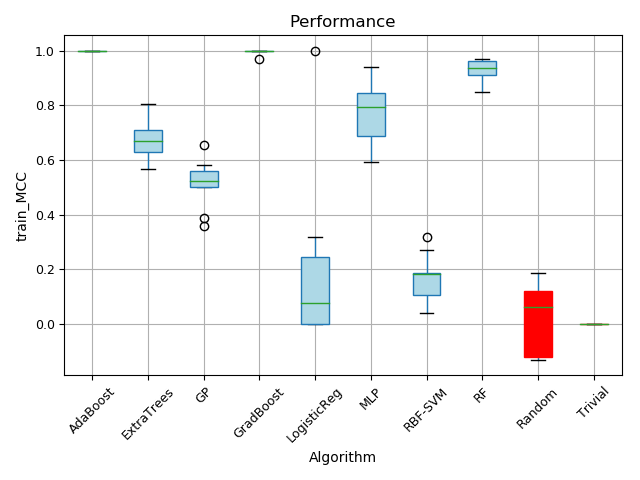 Performance
train_MCC
1.0
0.8
0.6
0.4
0.2
0.0
AdaBoost
ExtraTrees
GP
GradBoost
LogisticReg
MLP
RBF-SVM
RF
Random
Trivial
Algorithm